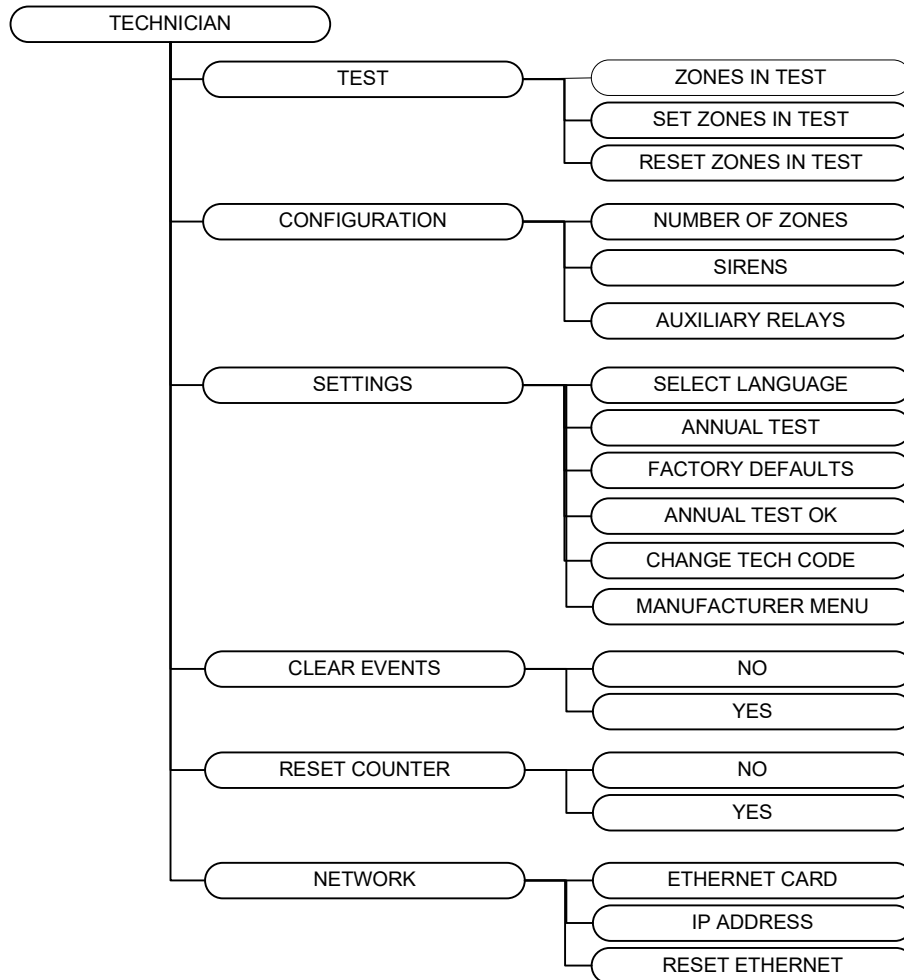 TECHNICIAN
TEST
ZONES IN TEST
SET ZONES IN TEST
RESET ZONES IN TEST
CONFIGURATION
NUMBER OF ZONES
SIRENS
AUXILIARY RELAYS
SETTINGS
SELECT LANGUAGE
ANNUAL TEST
FACTORY DEFAULTS
ANNUAL TEST OK
CHANGE TECH CODE
MANUFACTURER MENU
CLEAR EVENTS
NO
YES
RESET COUNTER
NO
YES
NETWORK
ETHERNET CARD
IP ADDRESS
RESET ETHERNET